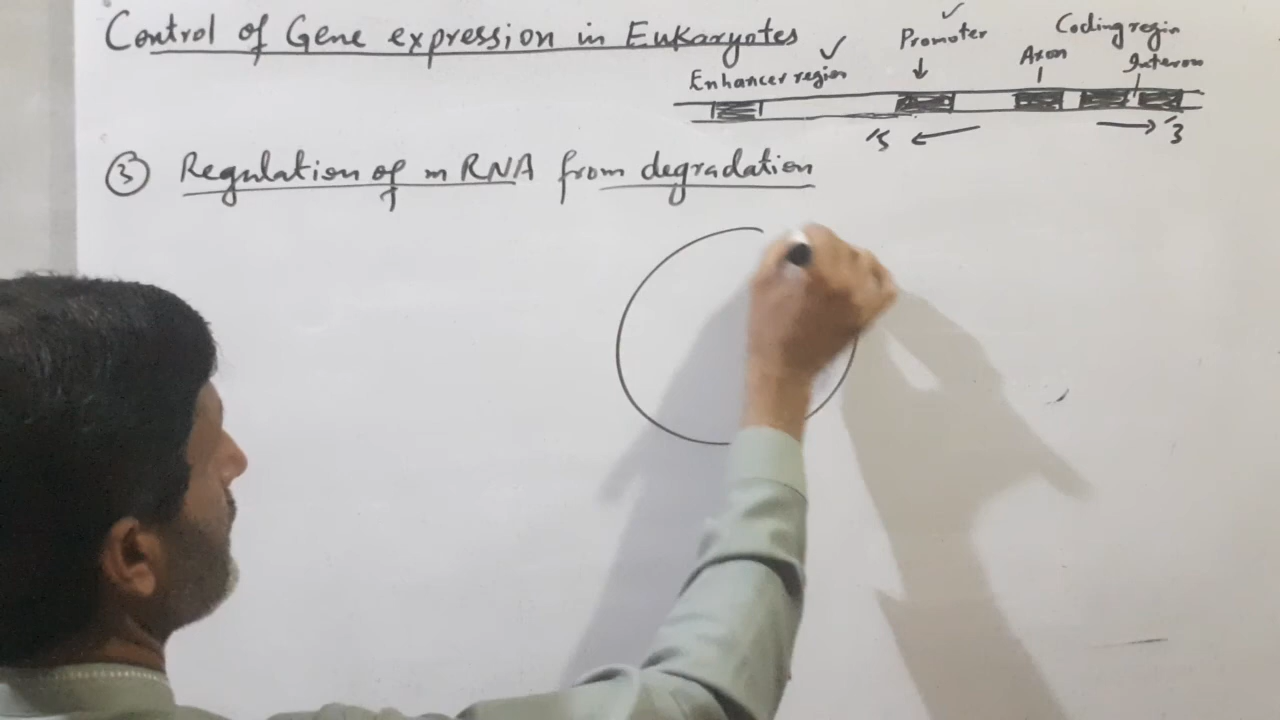 Control of Gene expression in Eukaryotes
Enhancer region
Promoter
Coding regin
Axon
Interon
5'
3'
③ Regulation of mRNA from degradation